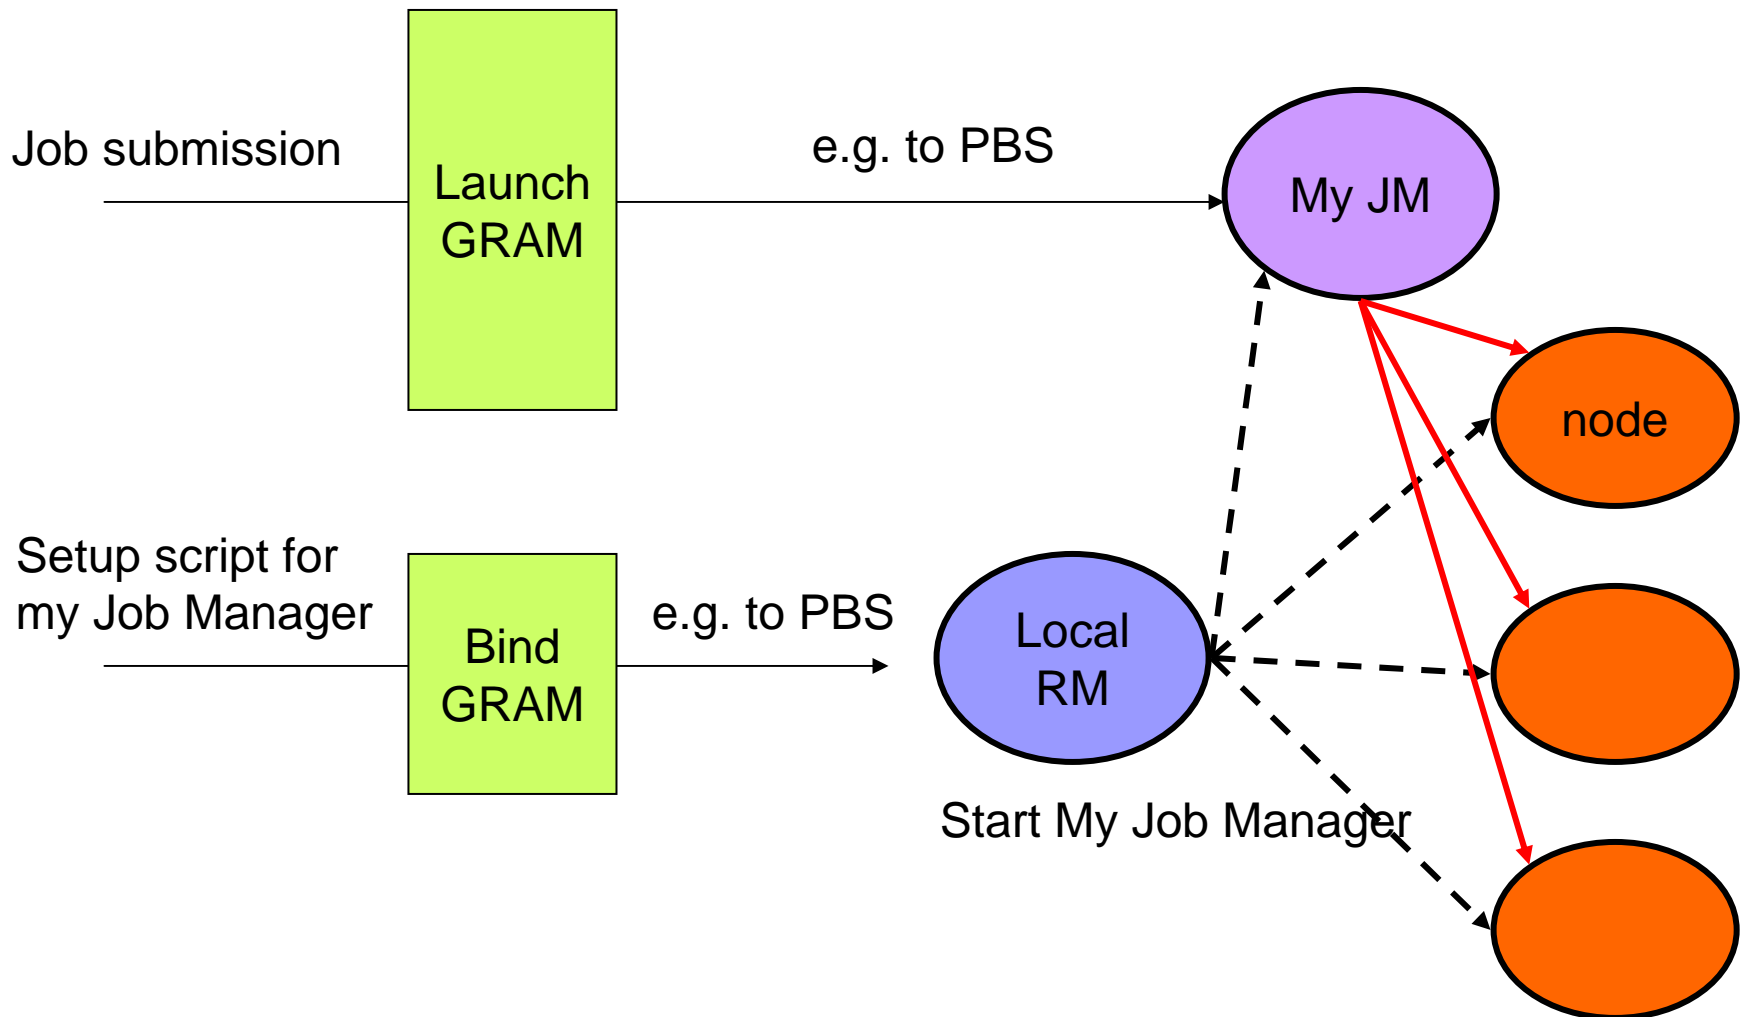 Job submission
Launch
GRAM
e.g. to PBS
My JM
node
Setup script for
my Job Manager
Bind
GRAM
e.g. to PBS
Local
RM
Start My Job Manager